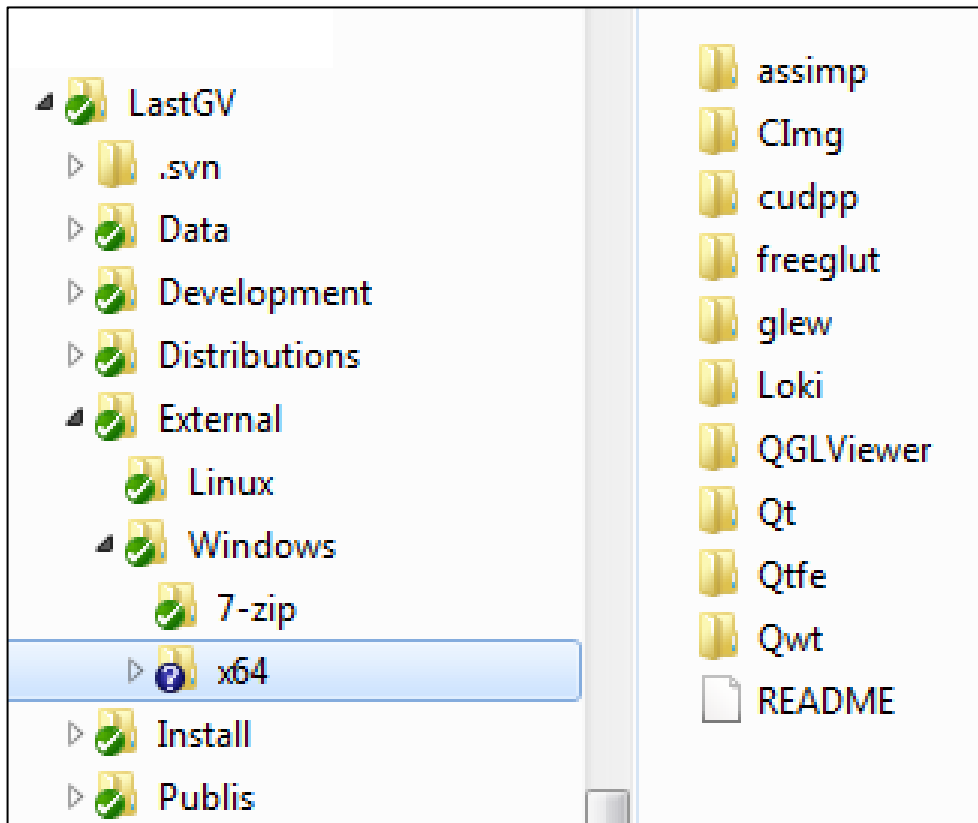 LastGV
.svn
Data
Development
Distributions
External
Linux
Windows
7-zip
x64
Install
Publis
assimp
CImg
cudpp
freeglut
glew
Loki
QGLViewer
Qt
Qtfe
Qwt
README